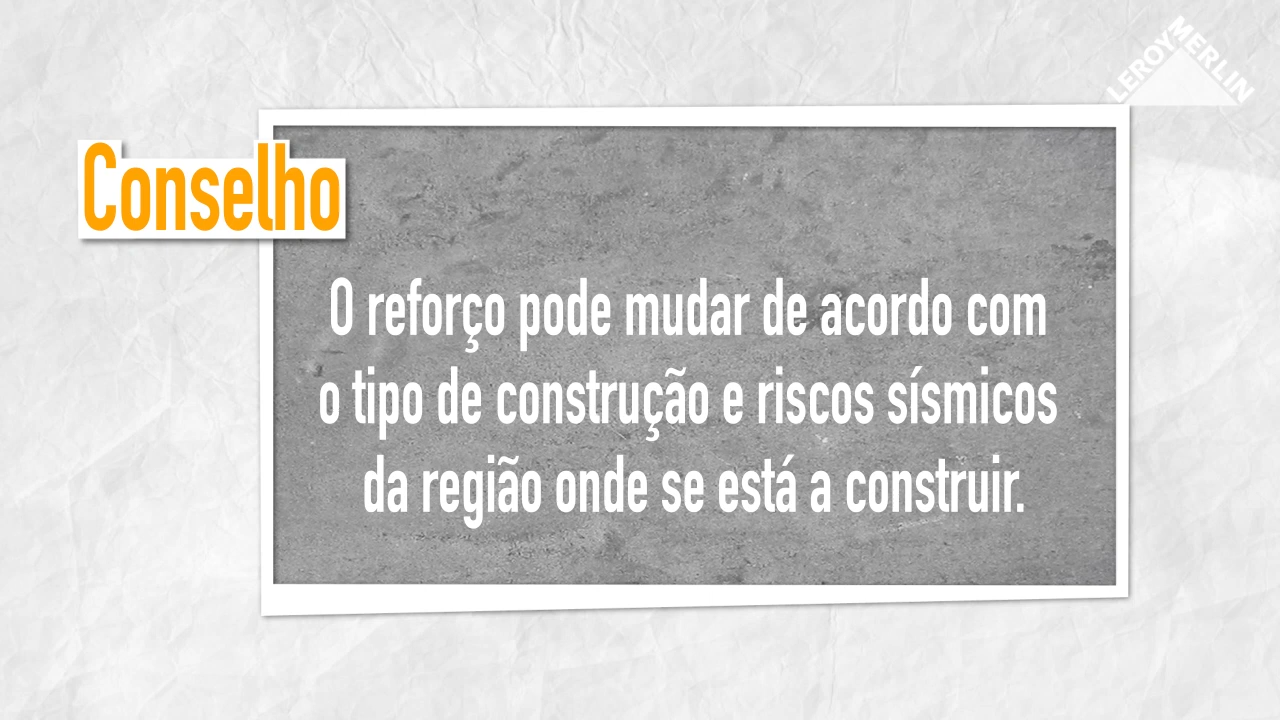 LEROY MERLIN
Conselho
O reforço pode mudar de acordo com
o tipo de construção e riscos sísmicos
da região onde se está a construir.